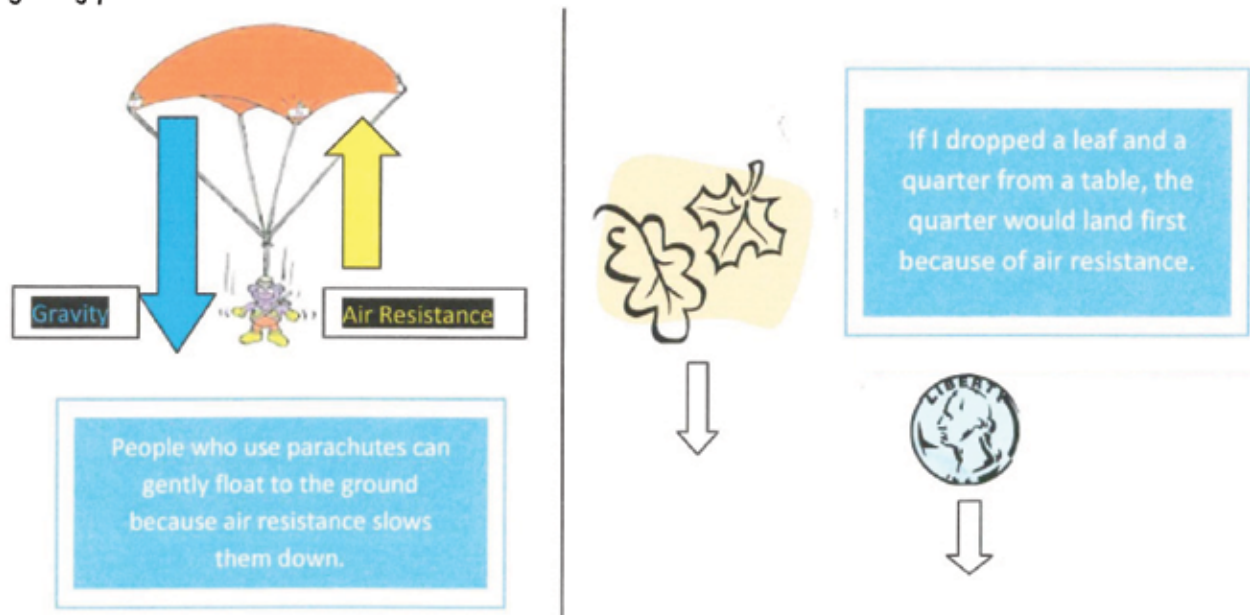 Gravity
Air Resistance
People who use parachutes can
gently float to the ground
because air resistance slows
them down.
If I dropped a leaf and a
quarter from a table, the
quarter would land first
because of air resistance.
LIBERTY